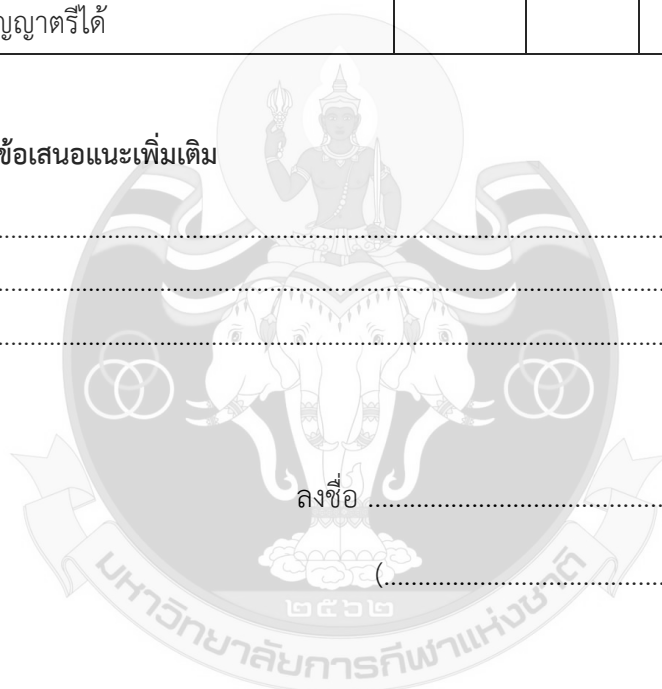 ญญาตรีได้
ข้อเสนอแนะเพิ่มเติม
................................................................
................................................................
................................................................
ลงชื่อ ................................................
(................................................
๒๕๖๒
มหาวิทยาลัยการกีฬาแห่งชาติ